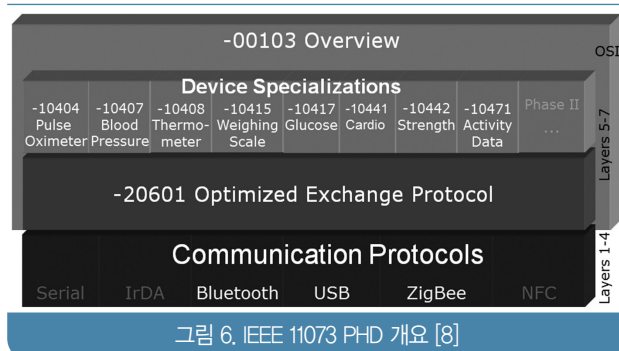 -00103 Overview
OSI
Device Specializations
-10404 -10407 -10408 -10415 -10417 -10441 -10442 -10471 Phase II
Pulse Blood Thermo- Weighing Glucose Cardio Strength Activity ...
Oximeter Pressure meter Scale Data
Layers 5-7
-20601 Optimized Exchange Protocol
Communication Protocols
Layers 1-4
Serial IrDA Bluetooth USB ZigBee NFC
그림 6. IEEE 11073 PHD 개요 [8]